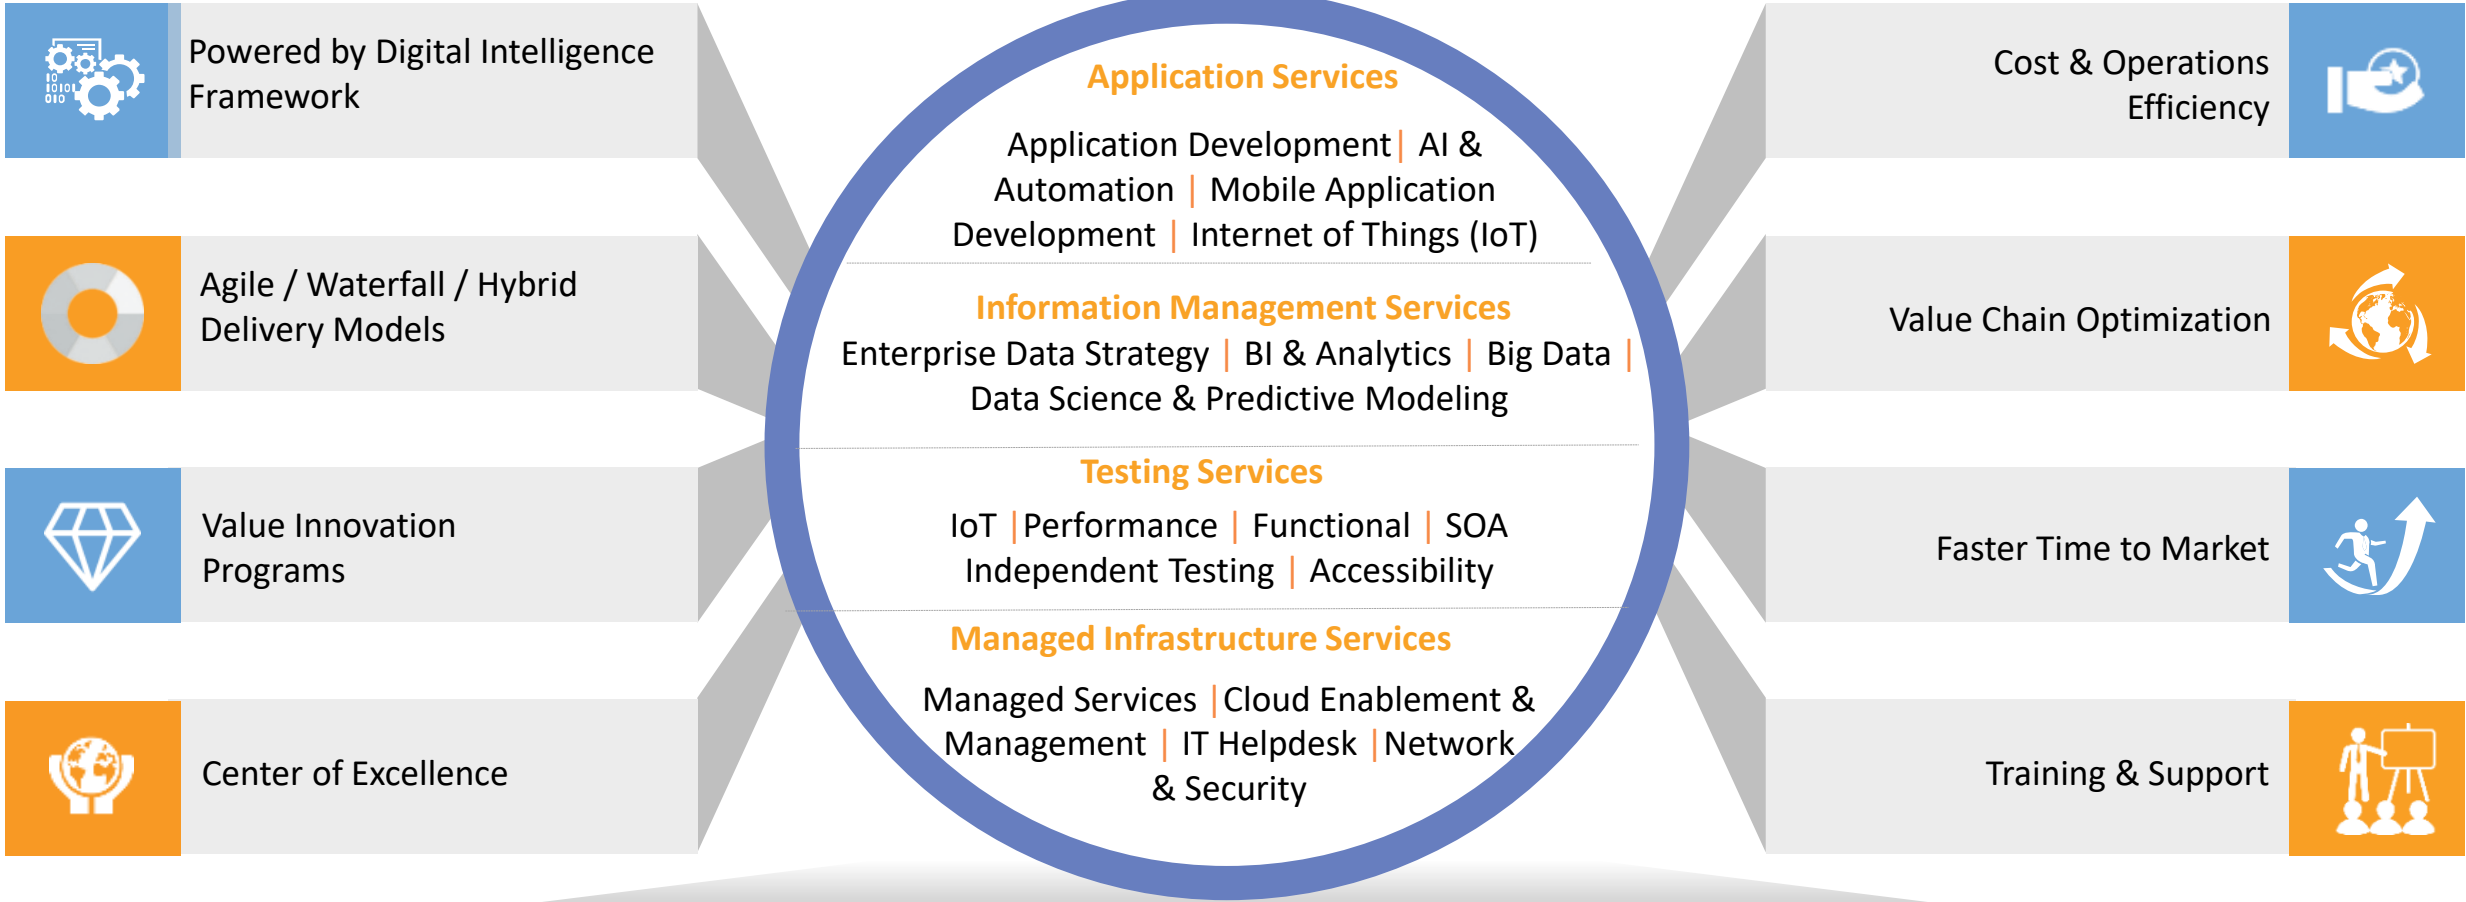 Powered by Digital Intelligence
Framework
Agile / Waterfall / Hybrid
Delivery Models
Value Innovation
Programs
Center of Excellence
Application Services
Application Development| AI &
Automation | Mobile Application
Development | Internet of Things (IoT)
Information Management Services
Enterprise Data Strategy | BI & Analytics | Big Data |
Data Science & Predictive Modeling
Testing Services
IoT |Performance | Functional | SOA
Independent Testing | Accessibility
Managed Infrastructure Services
Managed Services |Cloud Enablement &
Management | IT Helpdesk |Network
& Security
Cost & Operations
Efficiency
Value Chain Optimization
Faster Time to Market
Training & Support